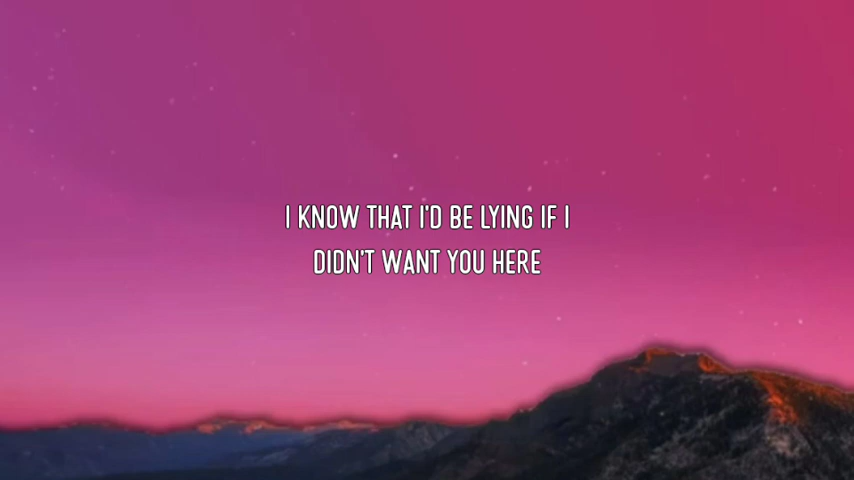 I KNOW THAT I'D BE LYING IF I
DIDN'T WANT YOU HERE